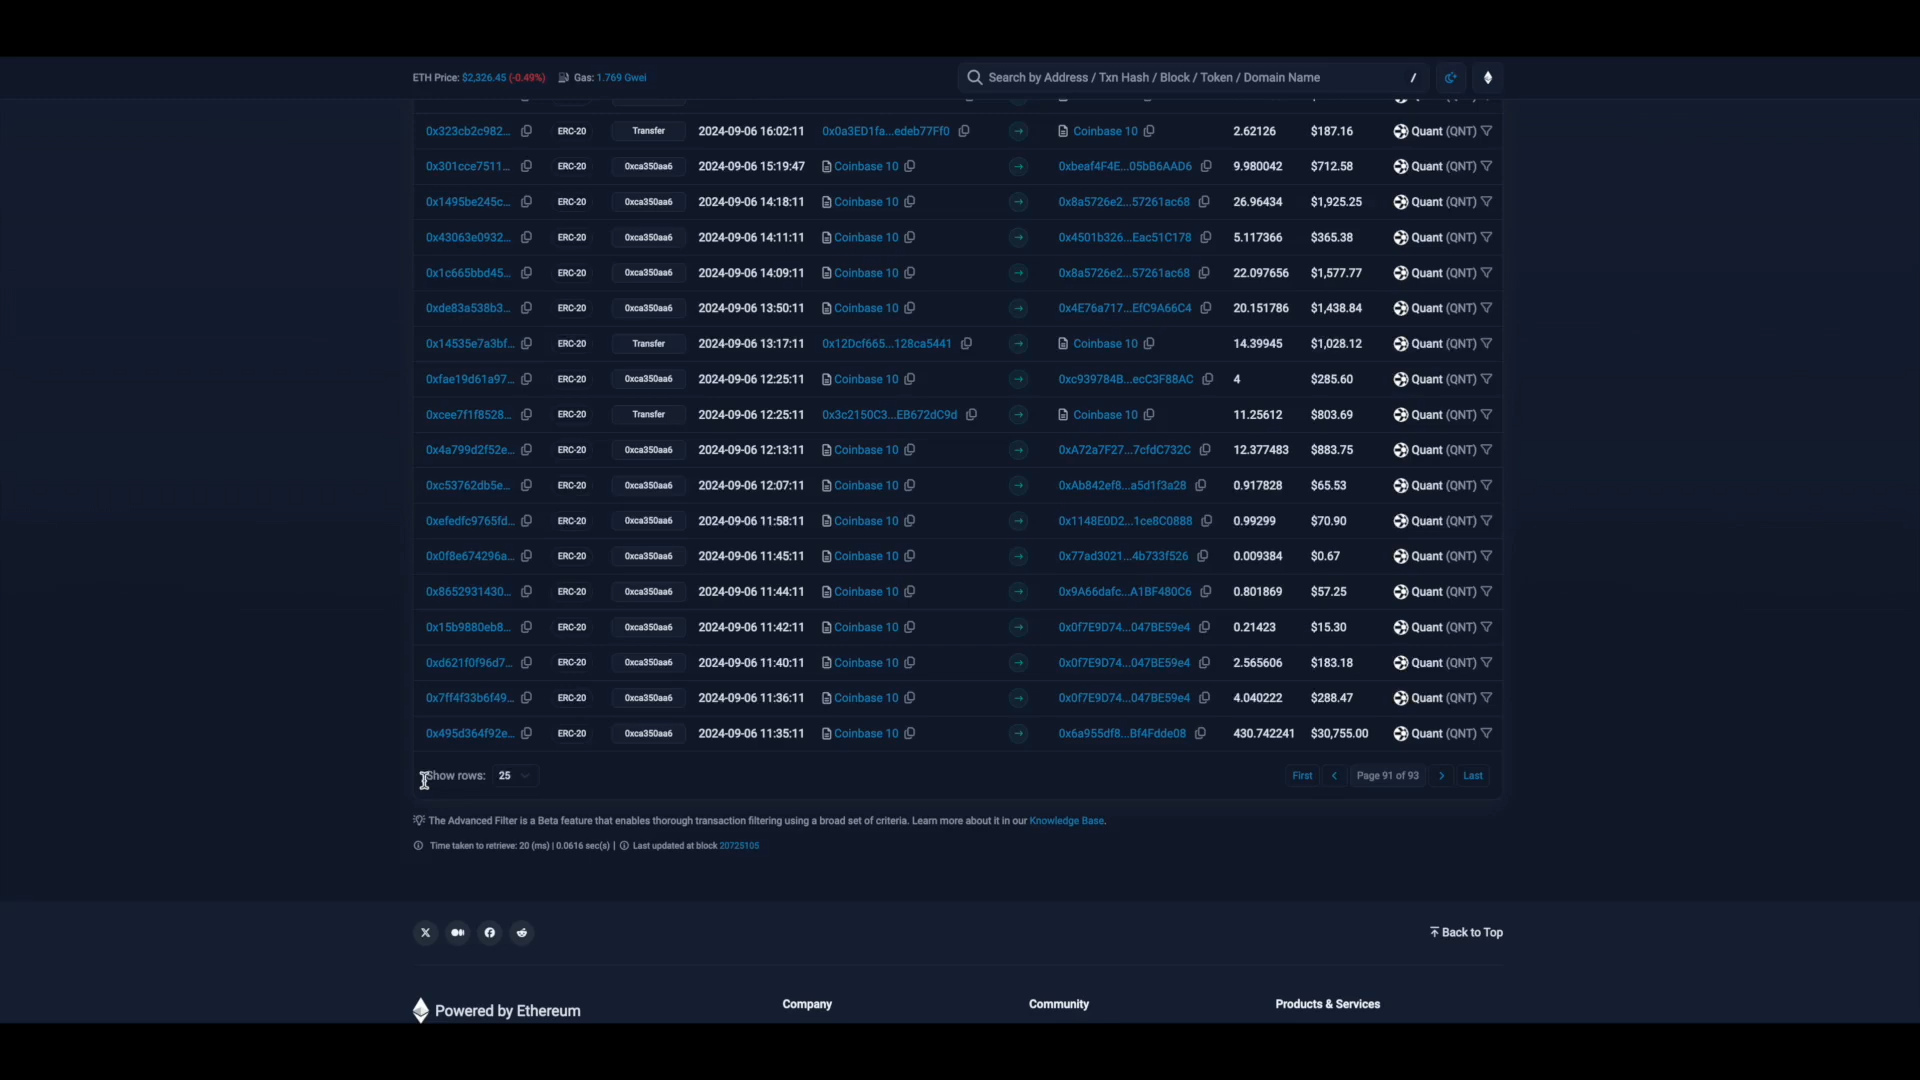 ETH Price: $2,326.45 (-0.49%) Gas: 1.769 Gwei Search by Address / Txn Hash / Block / Token / Domain Name /
0x323cb2c982... ERC-20 Transfer 2024-09-06 16:02:11 0x0a3ED1fa...edeb77Ff0 → Coinbase 10 2.62126 $187.16 Quant (QNT)
0x301cce7511... ERC-20 0xca350aa6 2024-09-06 15:19:47 Coinbase 10 → 0xbeaf4F4E...05bB6AAD6 9.980042 $712.58 Quant (QNT)
0x1495be245c... ERC-20 0xca350aa6 2024-09-06 14:18:11 Coinbase 10 → 0x8a5726e2...57261ac68 26.96434 $1,925.25 Quant (QNT)
0x43063e0932... ERC-20 0xca350aa6 2024-09-06 14:11:11 Coinbase 10 → 0x4501b326...Eac51C178 5.117366 $365.38 Quant (QNT)
0x1c665bbd45... ERC-20 0xca350aa6 2024-09-06 14:09:11 Coinbase 10 → 0x8a5726e2...57261ac68 22.097656 $1,577.77 Quant (QNT)
0xde83a538b3... ERC-20 0xca350aa6 2024-09-06 13:50:11 Coinbase 10 → 0x4E76a717...EfC9A66C4 20.151786 $1,438.84 Quant (QNT)
0x14535e7a3bf... ERC-20 Transfer 2024-09-06 13:17:11 0x12Dcf665...128ca5441 → Coinbase 10 14.39945 $1,028.12 Quant (QNT)
0xfae19d61a97... ERC-20 0xca350aa6 2024-09-06 12:25:11 Coinbase 10 → 0xc939784B...ecC3F88AC 4 $285.60 Quant (QNT)
0xcee7f1f8528... ERC-20 Transfer 2024-09-06 12:25:11 0x3c2150C3...EB672dC9d → Coinbase 10 11.25612 $803.69 Quant (QNT)
0x4a799d2f52e... ERC-20 0xca350aa6 2024-09-06 12:13:11 Coinbase 10 → 0xA72a7F27...7cfdC732C 12.377483 $883.75 Quant (QNT)
0xc53762db5e... ERC-20 0xca350aa6 2024-09-06 12:07:11 Coinbase 10 → 0xAb842ef8...a5d1f3a28 0.917828 $65.53 Quant (QNT)
0xefedfc9765fd... ERC-20 0xca350aa6 2024-09-06 11:58:11 Coinbase 10 → 0x1148E0D2...1ce8C0888 0.99299 $70.90 Quant (QNT)
0x0f8e674296a... ERC-20 0xca350aa6 2024-09-06 11:45:11 Coinbase 10 → 0x77ad3021...4b733f526 0.009384 $0.67 Quant (QNT)
0x8652931430... ERC-20 0xca350aa6 2024-09-06 11:44:11 Coinbase 10 → 0x9A66dafc...A1BF480C6 0.801869 $57.25 Quant (QNT)
0x15b9880eb8... ERC-20 0xca350aa6 2024-09-06 11:42:11 Coinbase 10 → 0x0f7E9D74...047BE59e4 0.21423 $15.30 Quant (QNT)
0xd621f0f96d7... ERC-20 0xca350aa6 2024-09-06 11:40:11 Coinbase 10 → 0x0f7E9D74...047BE59e4 2.565606 $183.18 Quant (QNT)
0x7ff4f33b6f49... ERC-20 0xca350aa6 2024-09-06 11:36:11 Coinbase 10 → 0x0f7E9D74...047BE59e4 4.040222 $288.47 Quant (QNT)
0x495d364f92e... ERC-20 0xca350aa6 2024-09-06 11:35:11 Coinbase 10 → 0x6a955df8...Bf4Fdde08 430.742241 $30,755.00 Quant (QNT)
Show rows: 25 First Page 91 of 93 Last
The Advanced Filter is a Beta feature that enables thorough transaction filtering using a broad set of criteria. Learn more about it in our Knowledge Base.
Time taken to retrieve: 20 (ms) | 0.0616 sec(s) | Last updated at block 20725105
Back to Top
Powered by Ethereum Company Community Products & Services